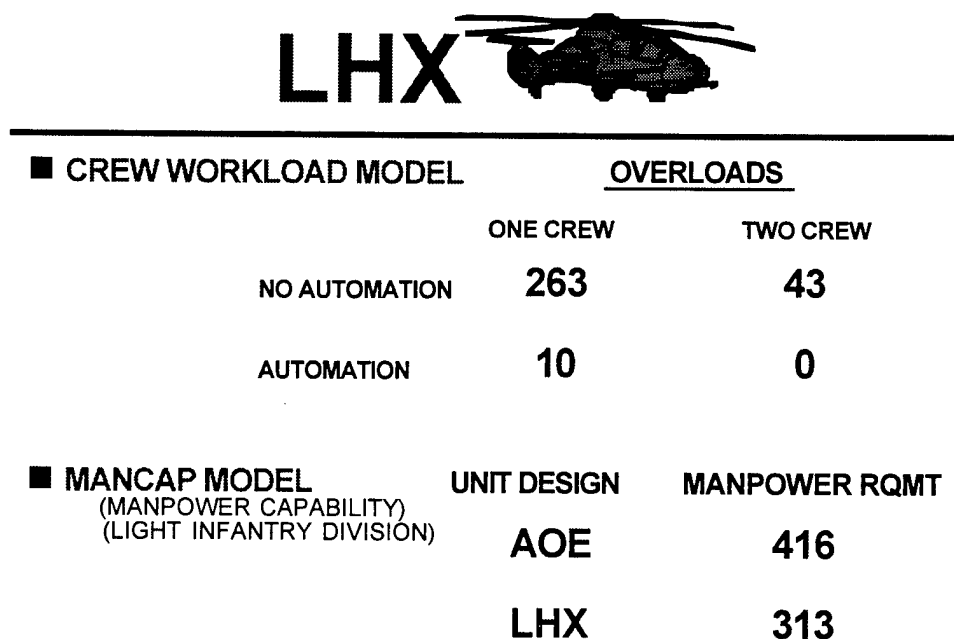 LHX
■ CREW WORKLOAD MODEL OVERLOADS
ONE CREW TWO CREW
NO AUTOMATION 263 43
AUTOMATION 10 0
■ MANCAP MODEL UNIT DESIGN MANPOWER RQMT
(MANPOWER CAPABILITY)
(LIGHT INFANTRY DIVISION)
AOE 416
LHX 313